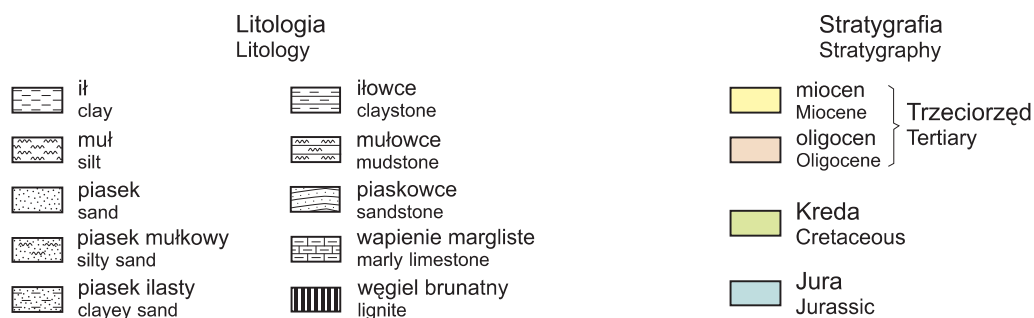 Litologia
Litology
ił
clay
muł
silt
piasek
sand
piasek mułkowy
silty sand
piasek ilasty
clayey sand
iłowce
claystone
mułowce
mudstone
piaskowce
sandstone
wapienie margliste
marly limestone
węgiel brunatny
lignite
Stratygrafia
Stratygraphy
miocen
Miocene
oligocen
Oligocene
Trzeciorzęd
Tertiary
Kreda
Cretaceous
Jura
Jurassic